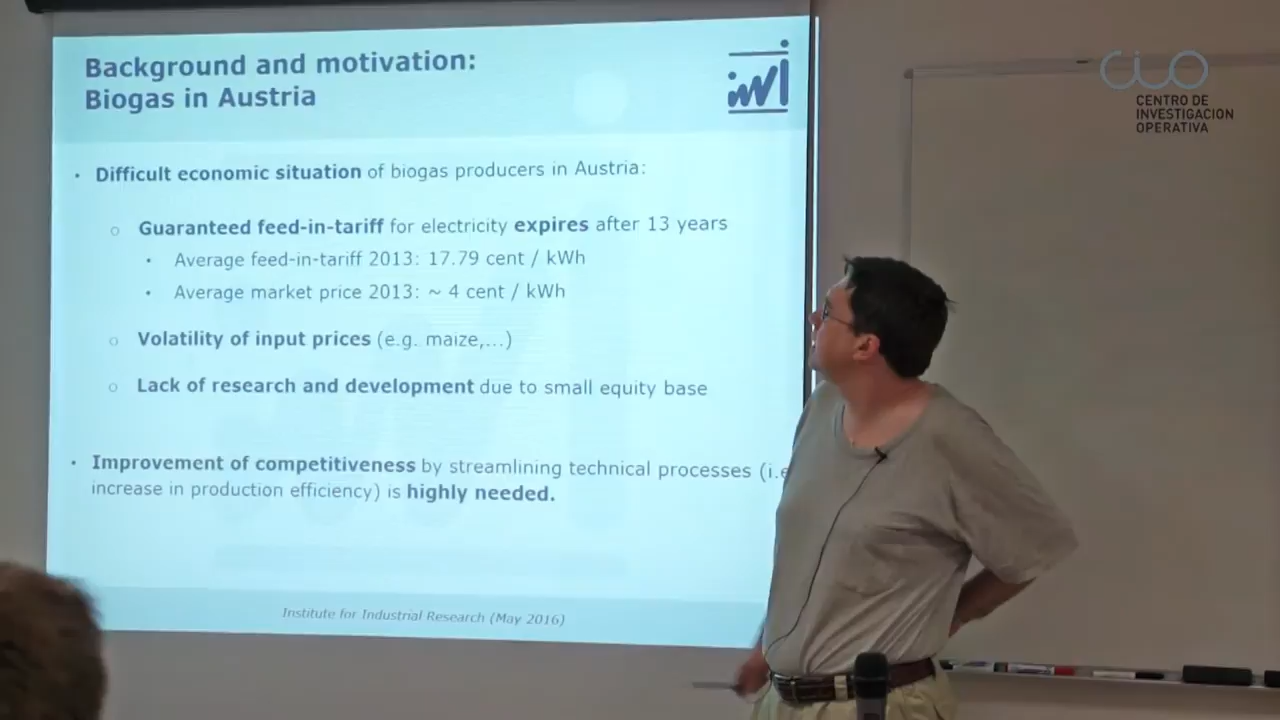 Background and motivation:
Biogas in Austria
iwi
CIO
CENTRO DE
INVESTIGACION
OPERATIVA
• Difficult economic situation of biogas producers in Austria:
o Guaranteed feed-in-tariff for electricity expires after 13 years
• Average feed-in-tariff 2013: 17.79 cent / kWh
• Average market price 2013: ~ 4 cent / kWh
o Volatility of input prices (e.g. maize,...)
o Lack of research and development due to small equity base
• Improvement of competitiveness by streamlining technical processes (i.e
increase in production efficiency) is highly needed.
Institute for Industrial Research (May 2016)